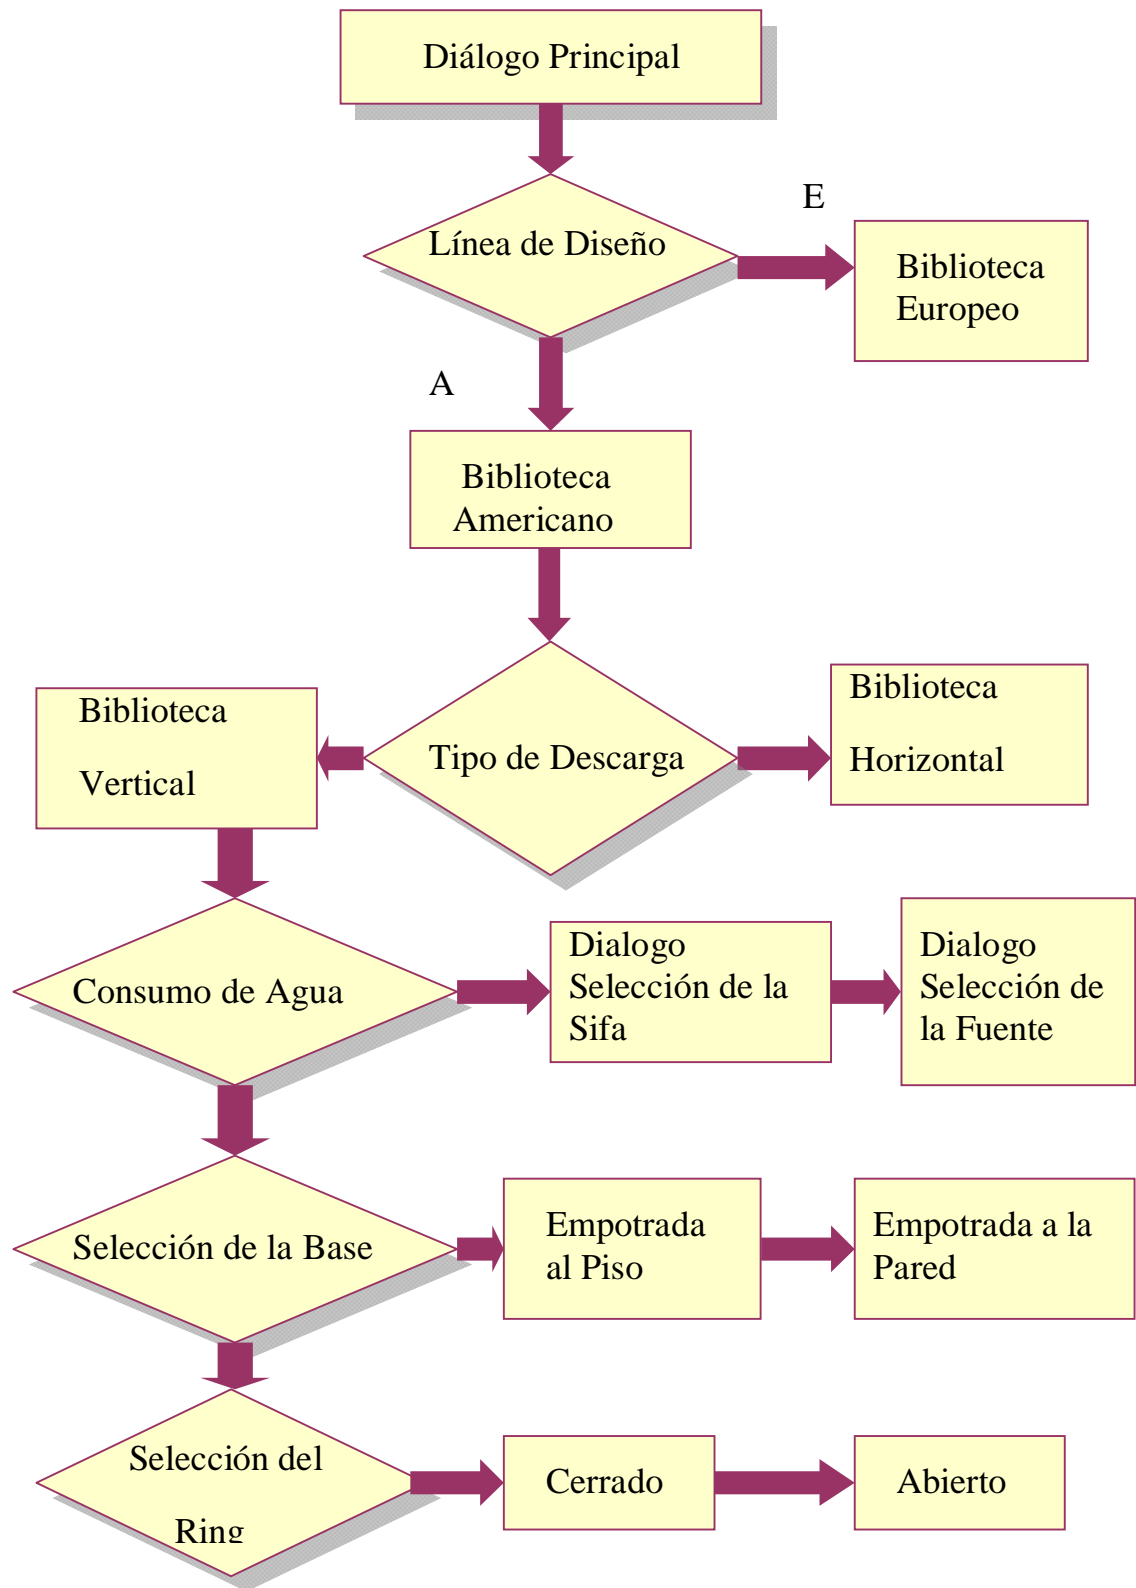 Diálogo Principal
E
Línea de Diseño
Biblioteca
Europeo
A
Biblioteca
Americano
Biblioteca
Vertical
Tipo de Descarga
Biblioteca
Horizontal
Consumo de Agua
Dialogo
Selección de la
Sifa
Dialogo
Selección de
la Fuente
Selección de la Base
Empotrada
al Piso
Empotrada a la
Pared
Selección del
Ring
Cerrado
Abierto